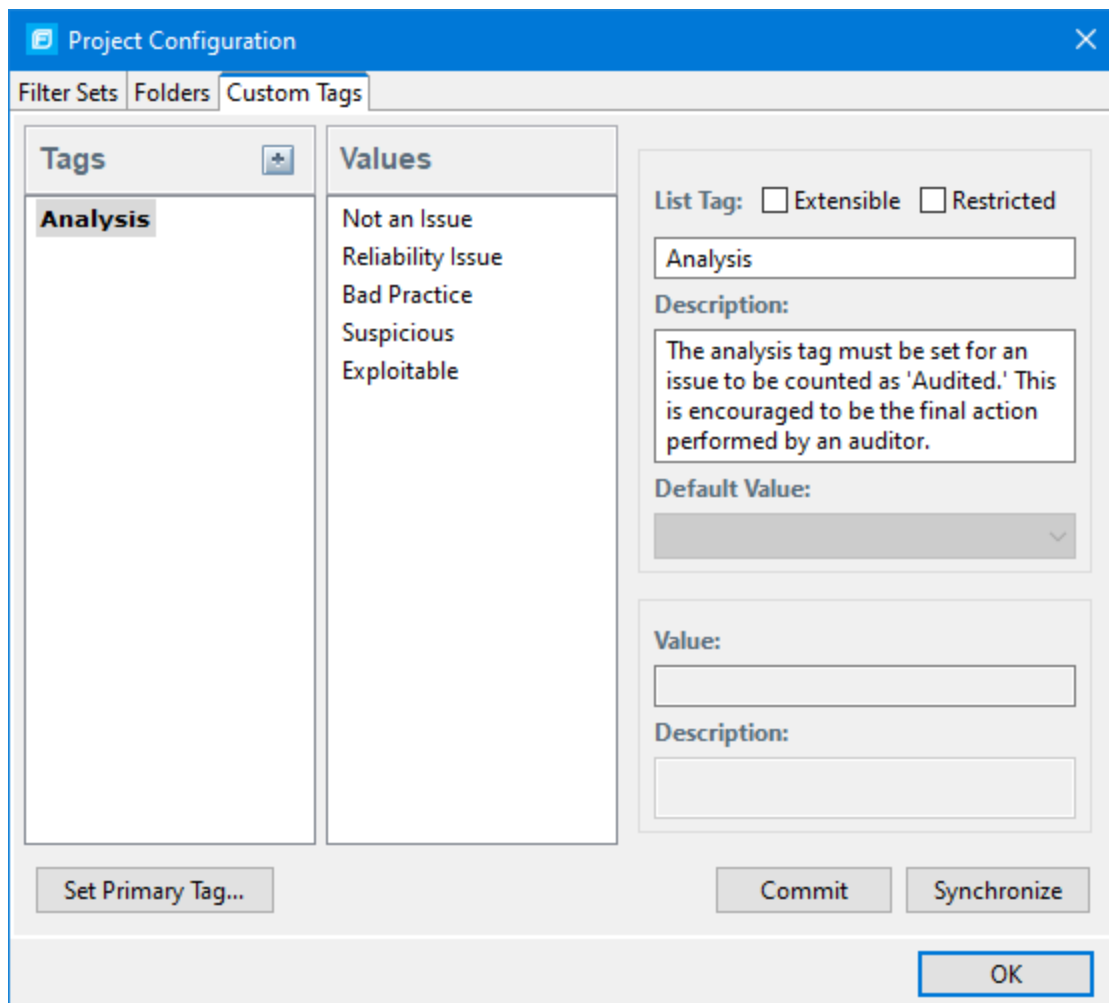 Project Configuration
Filter Sets Folders Custom Tags
Tags
Analysis
Values
Not an Issue
Reliability Issue
Bad Practice
Suspicious
Exploitable
List Tag: Extensible Restricted
Analysis
Description:
The analysis tag must be set for an
issue to be counted as 'Audited.' This
is encouraged to be the final action
performed by an auditor.
Default Value:
Value:
Description:
Set Primary Tag...
Commit
Synchronize
OK